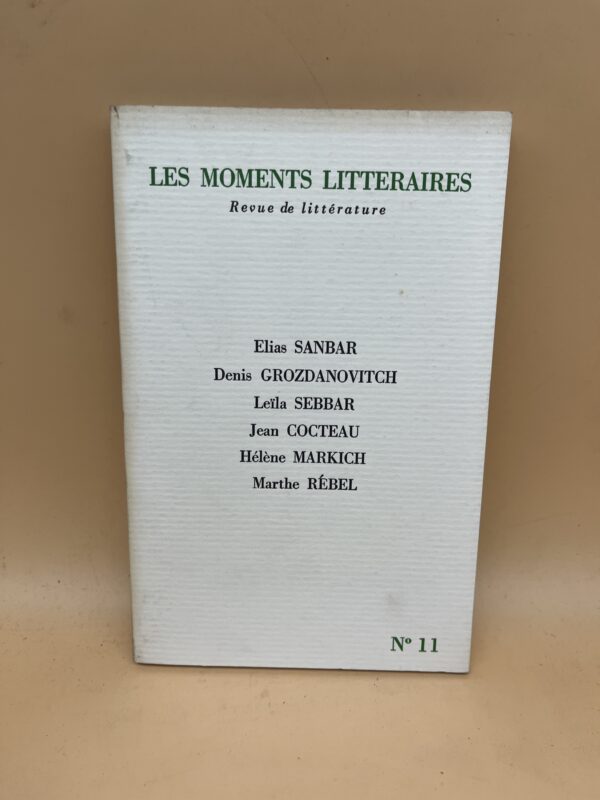 LES MOMENTS LITTERAIRES
Revue de littérature
Elias SANBAR
Denis GROZDANOVITCH
Leïla SEBBAR
Jean COCTEAU
Hélène MARKICH
Marthe RÉBEL
Nº 11